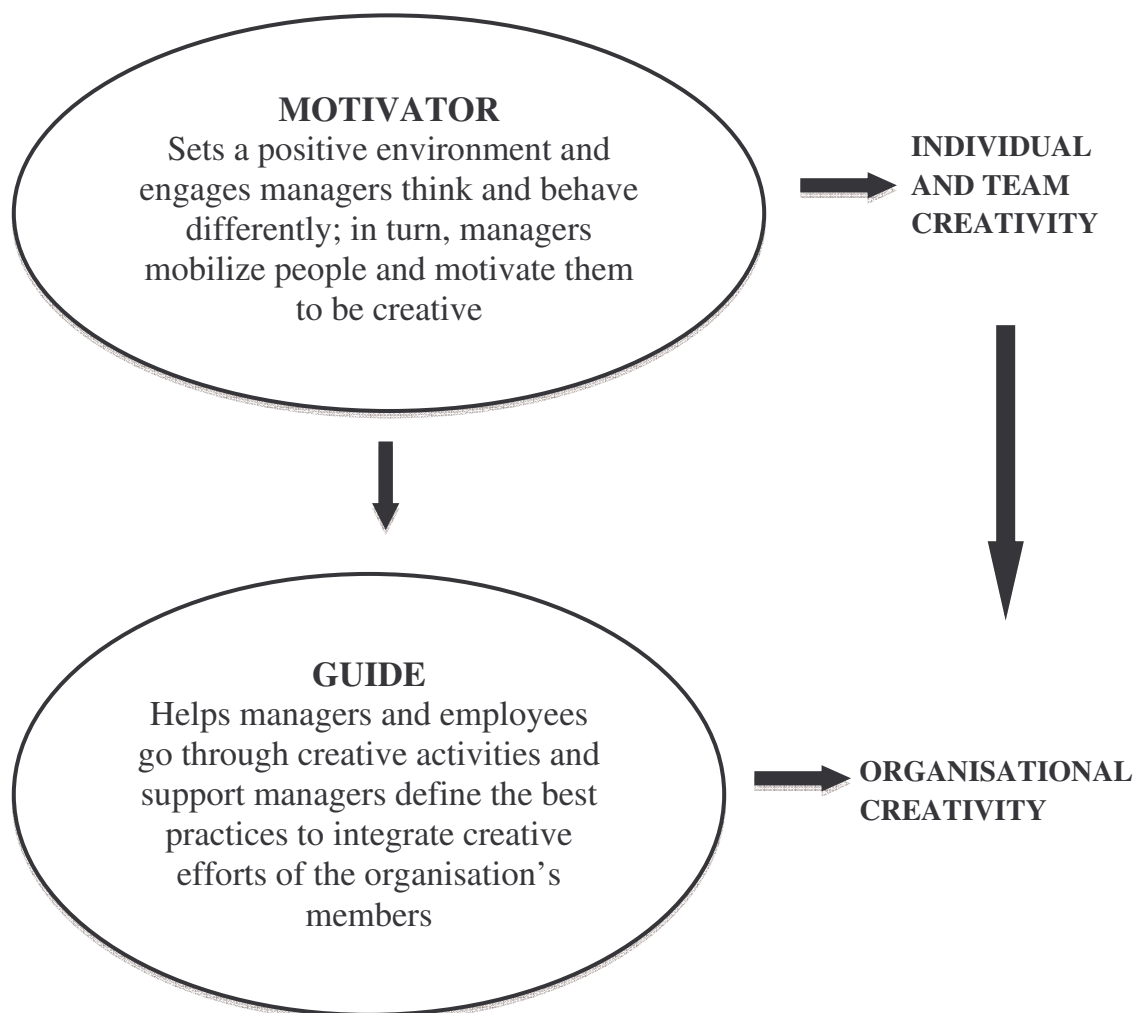 MOTIVATOR
Sets a positive environment and
engages managers think and behave
differently; in turn, managers
mobilize people and motivate them
to be creative
INDIVIDUAL
AND TEAM
CREATIVITY
GUIDE
Helps managers and employees
go through creative activities and
support managers define the best
practices to integrate creative
efforts of the organisation’s
members
ORGANISATIONAL
CREATIVITY